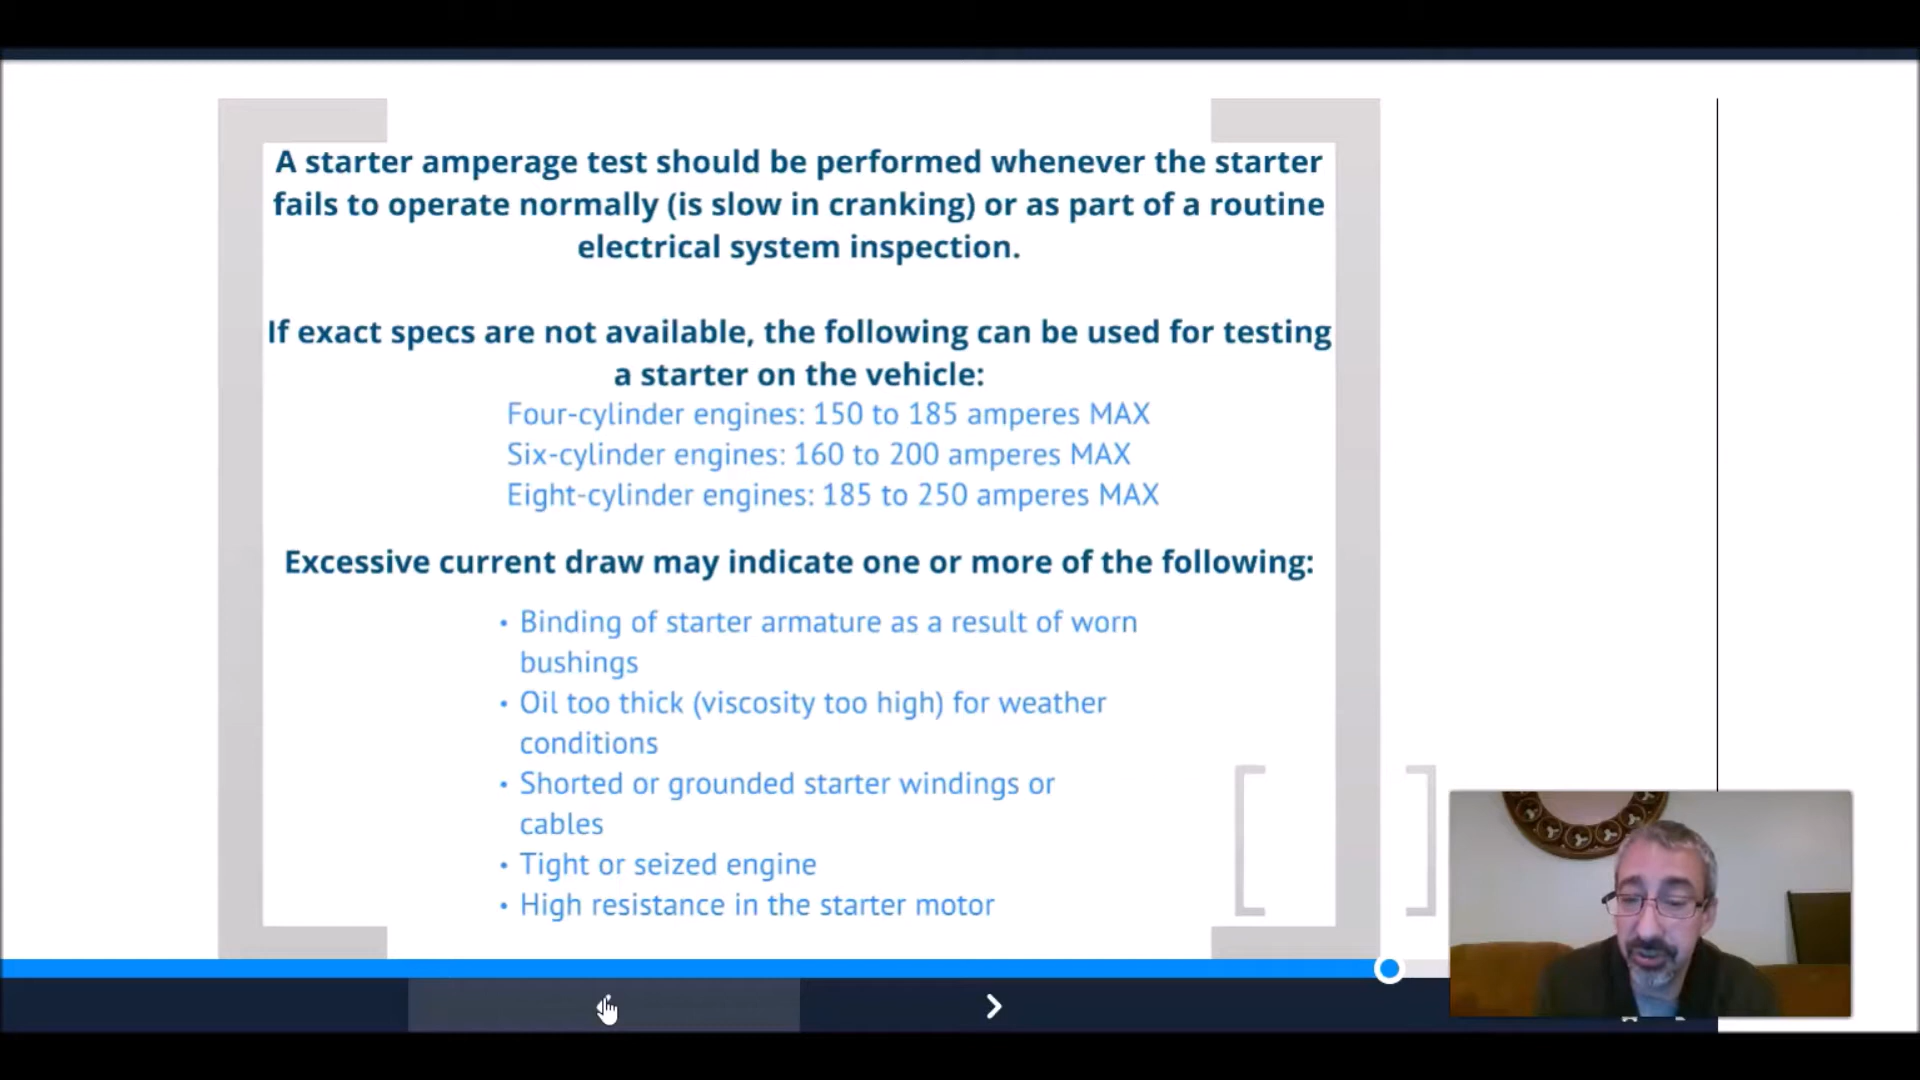 A starter amperage test should be performed whenever the starter
fails to operate normally (is slow in cranking) or as part of a routine
electrical system inspection.
If exact specs are not available, the following can be used for testing
a starter on the vehicle:
Four-cylinder engines: 150 to 185 amperes MAX
Six-cylinder engines: 160 to 200 amperes MAX
Eight-cylinder engines: 185 to 250 amperes MAX
Excessive current draw may indicate one or more of the following:
• Binding of starter armature as a result of worn
bushings
• Oil too thick (viscosity too high) for weather
conditions
• Shorted or grounded starter windings or
cables
• Tight or seized engine
• High resistance in the starter motor